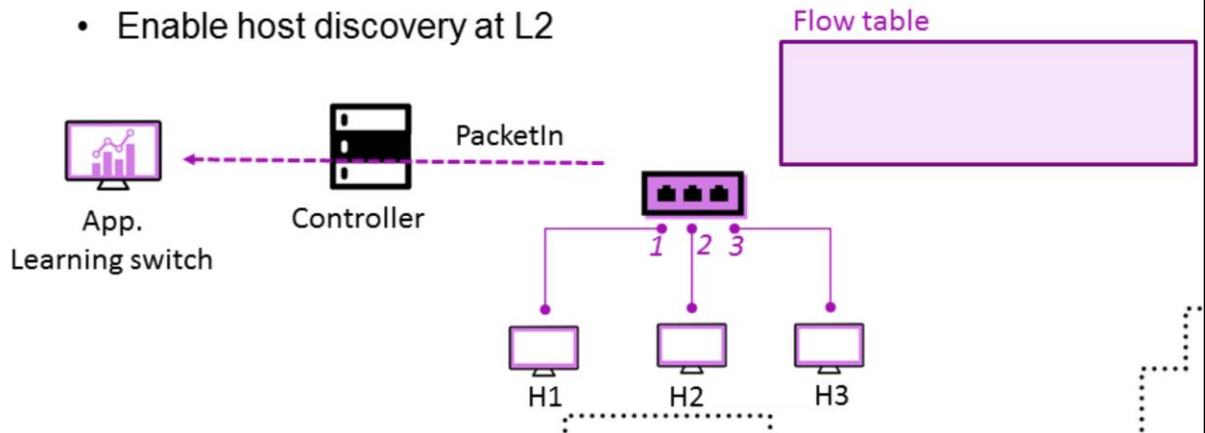 • Enable host discovery at L2
Flow table
PacketIn
App.
Learning switch
Controller
1 2 3
H1 H2 H3